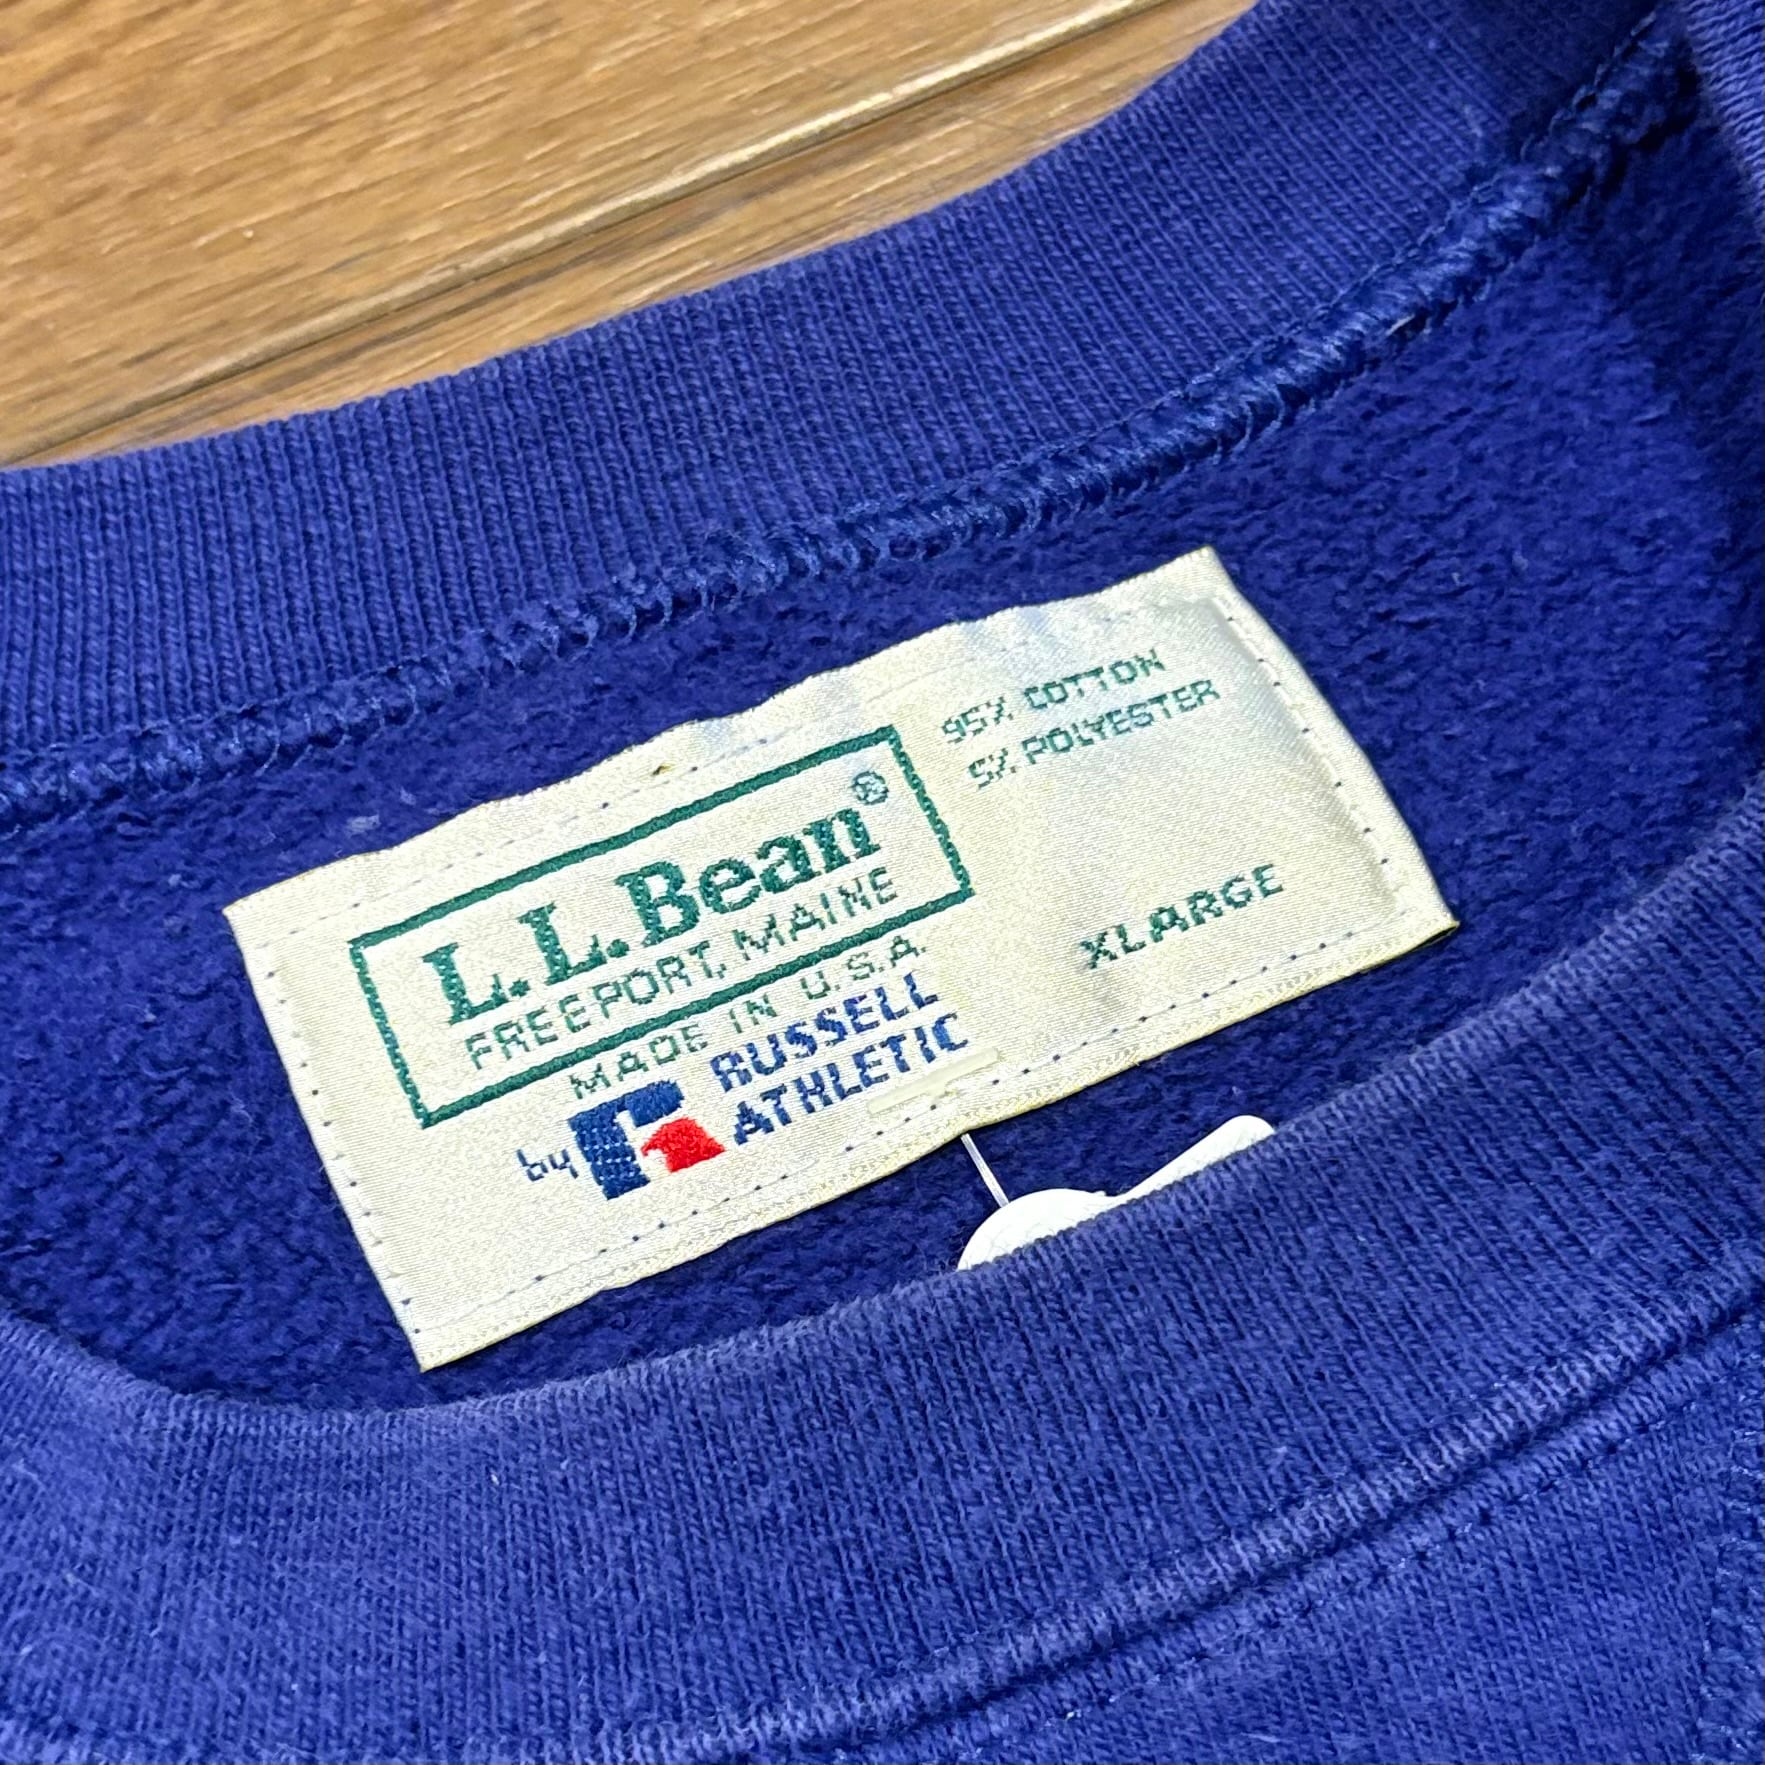 L.L.Bean®
FREEPORT, MAINE
MADE IN U.S.A.
by RUSSELL
ATHLETIC
95% COTTON
5% POLYESTER
XLARGE